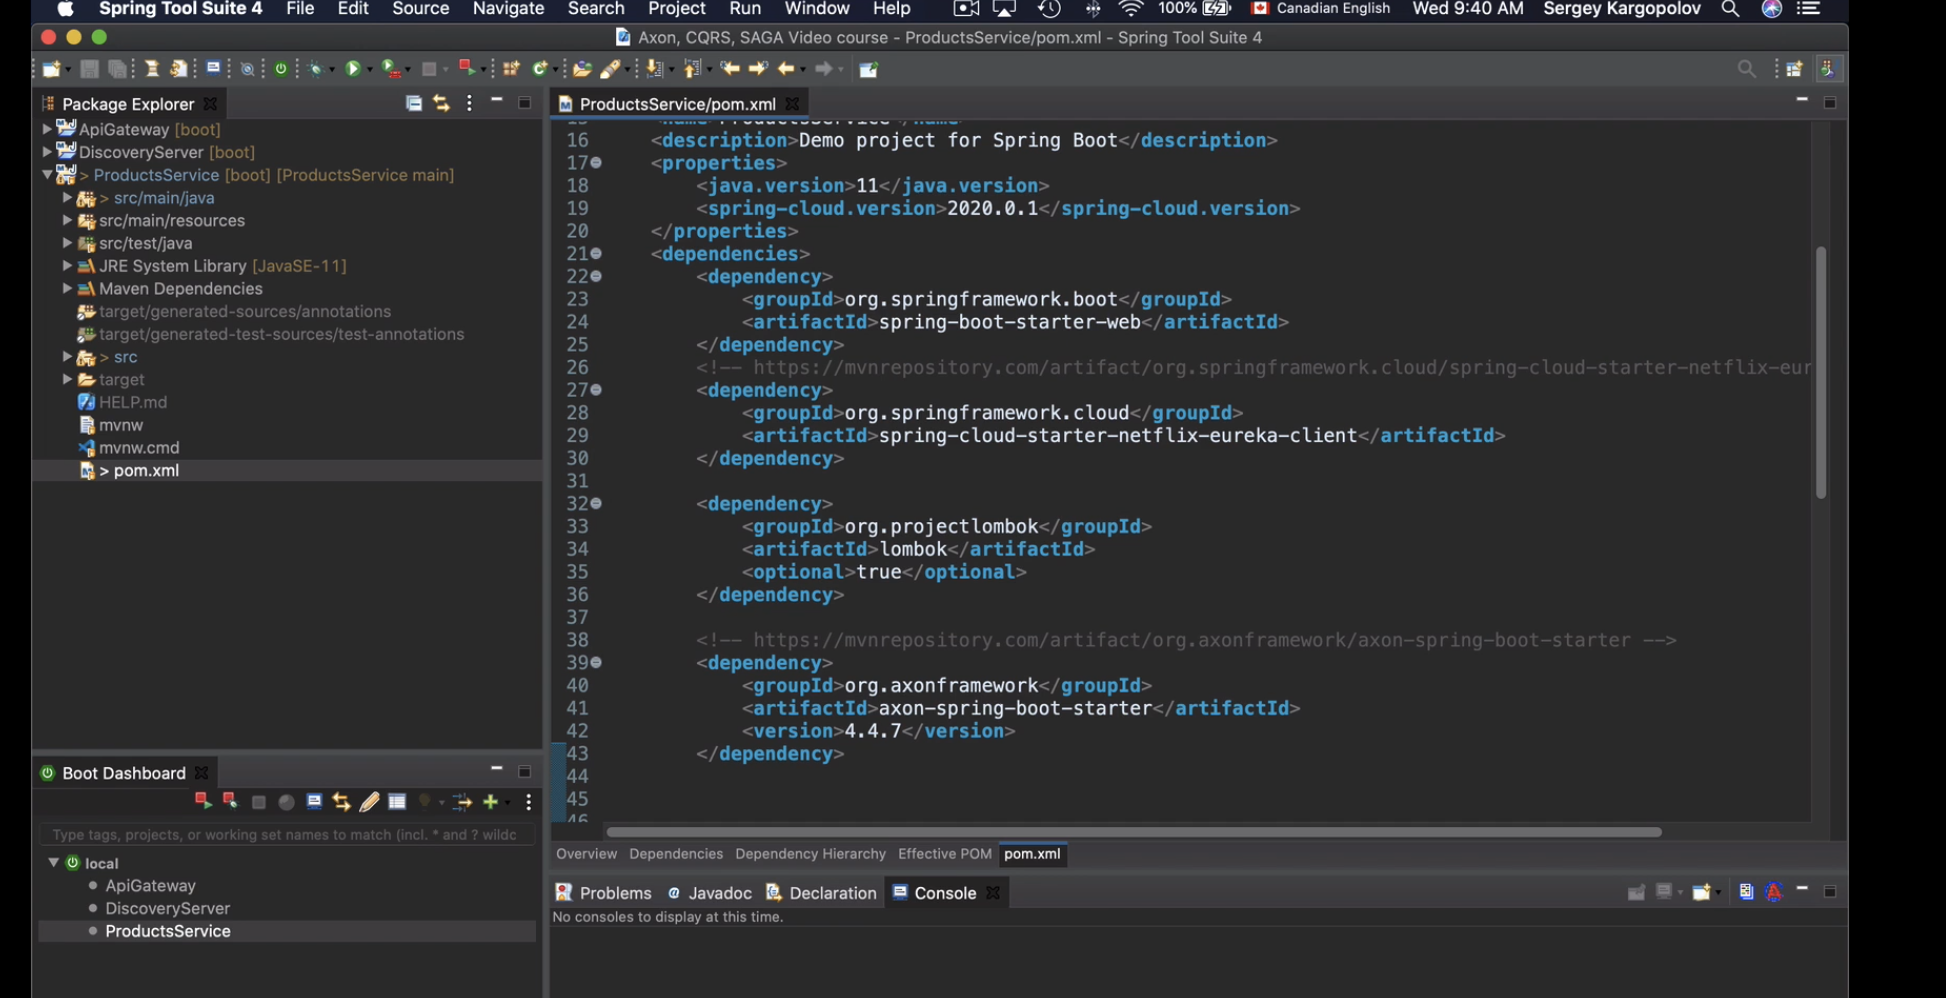 Spring Tool Suite 4 File Edit Source Navigate Search Project Run Window Help 100% Canadian English Wed 9:40 AM Sergey Kargopolov
Axon, CQRS, SAGA Video course - ProductsService/pom.xml - Spring Tool Suite 4
Package Explorer
ApiGateway [boot]
DiscoveryServer [boot]
> ProductsService [boot] [ProductsService main]
> src/main/java
src/main/resources
src/test/java
JRE System Library [JavaSE-11]
Maven Dependencies
target/generated-sources/annotations
target/generated-test-sources/test-annotations
> src
target
HELP.md
mvnw
mvnw.cmd
> pom.xml
ProductsService/pom.xml
15 <name>ProductsService</name>
16 <description>Demo project for Spring Boot</description>
17 <properties>
18 <java.version>11</java.version>
19 <spring-cloud.version>2020.0.1</spring-cloud.version>
20 </properties>
21 <dependencies>
22 <dependency>
23 <groupId>org.springframework.boot</groupId>
24 <artifactId>spring-boot-starter-web</artifactId>
25 </dependency>
26 <!-- https://mvnrepository.com/artifact/org.springframework.cloud/spring-cloud-starter-netflix-eur
27 <dependency>
28 <groupId>org.springframework.cloud</groupId>
29 <artifactId>spring-cloud-starter-netflix-eureka-client</artifactId>
30 </dependency>
31
32 <dependency>
33 <groupId>org.projectlombok</groupId>
34 <artifactId>lombok</artifactId>
35 <optional>true</optional>
36 </dependency>
37
38 <!-- https://mvnrepository.com/artifact/org.axonframework/axon-spring-boot-starter -->
39 <dependency>
40 <groupId>org.axonframework</groupId>
41 <artifactId>axon-spring-boot-starter</artifactId>
42 <version>4.4.7</version>
43 </dependency>
44
45
46
Overview Dependencies Dependency Hierarchy Effective POM pom.xml
Boot Dashboard
Type tags, projects, or working set names to match (incl. * and ? wildc
local
ApiGateway
DiscoveryServer
ProductsService
Problems @ Javadoc Declaration Console
No consoles to display at this time.